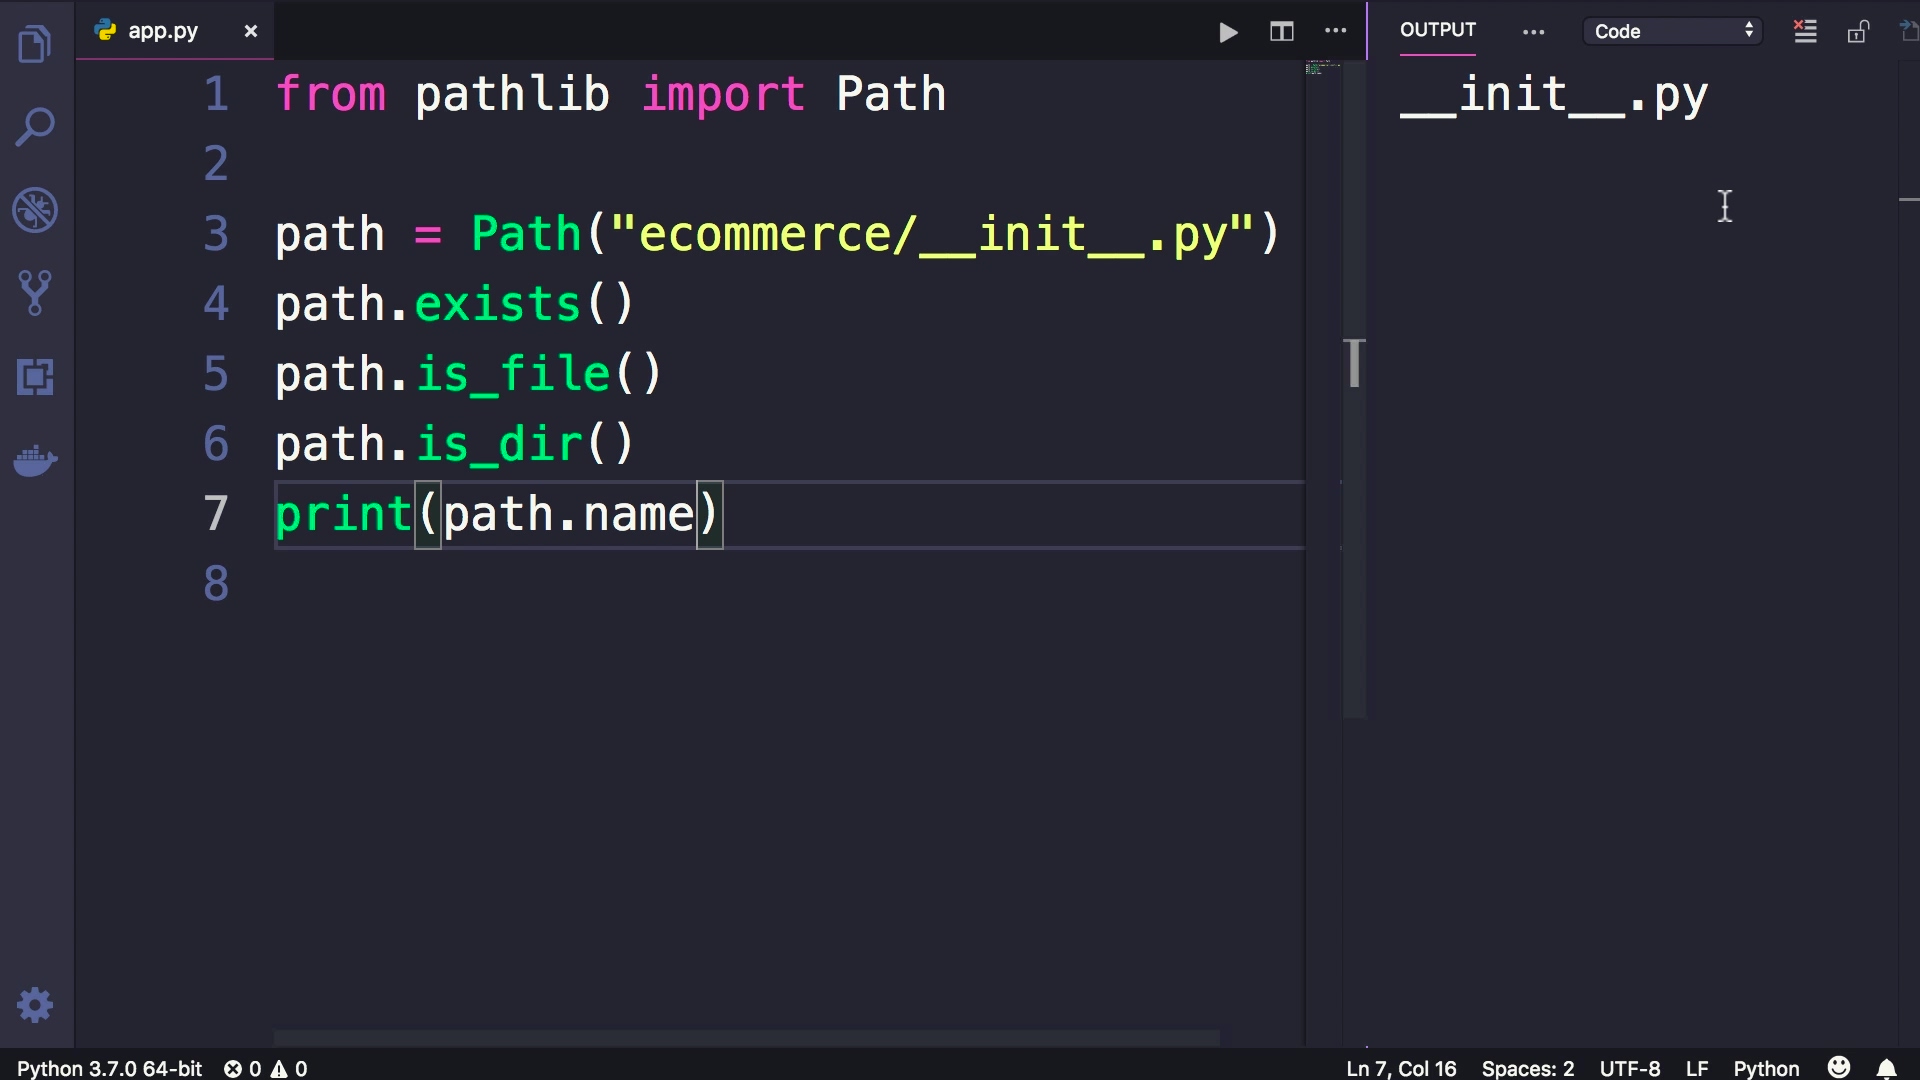 app.py
OUTPUT
Code
1 from pathlib import Path
2
3 path = Path("ecommerce/__init__.py")
4 path.exists()
5 path.is_file()
6 path.is_dir()
7 print(path.name)
8
__init__.py
Python 3.7.0 64-bit 0 0
Ln 7, Col 16 Spaces: 2 UTF-8 LF Python